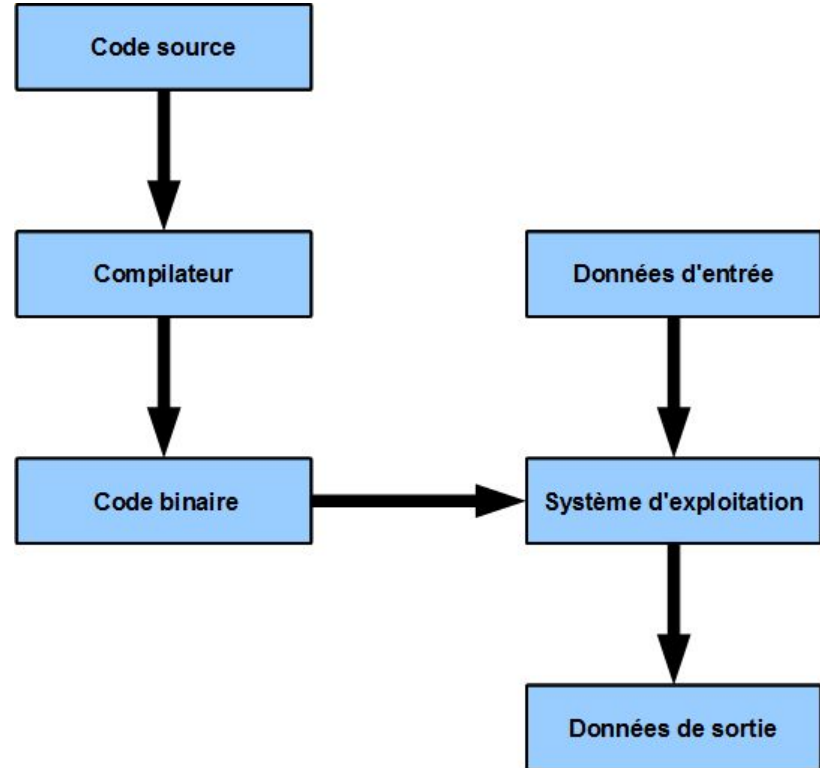 Code source
Compilateur
Données d'entrée
Code binaire
Système d'exploitation
Données de sortie